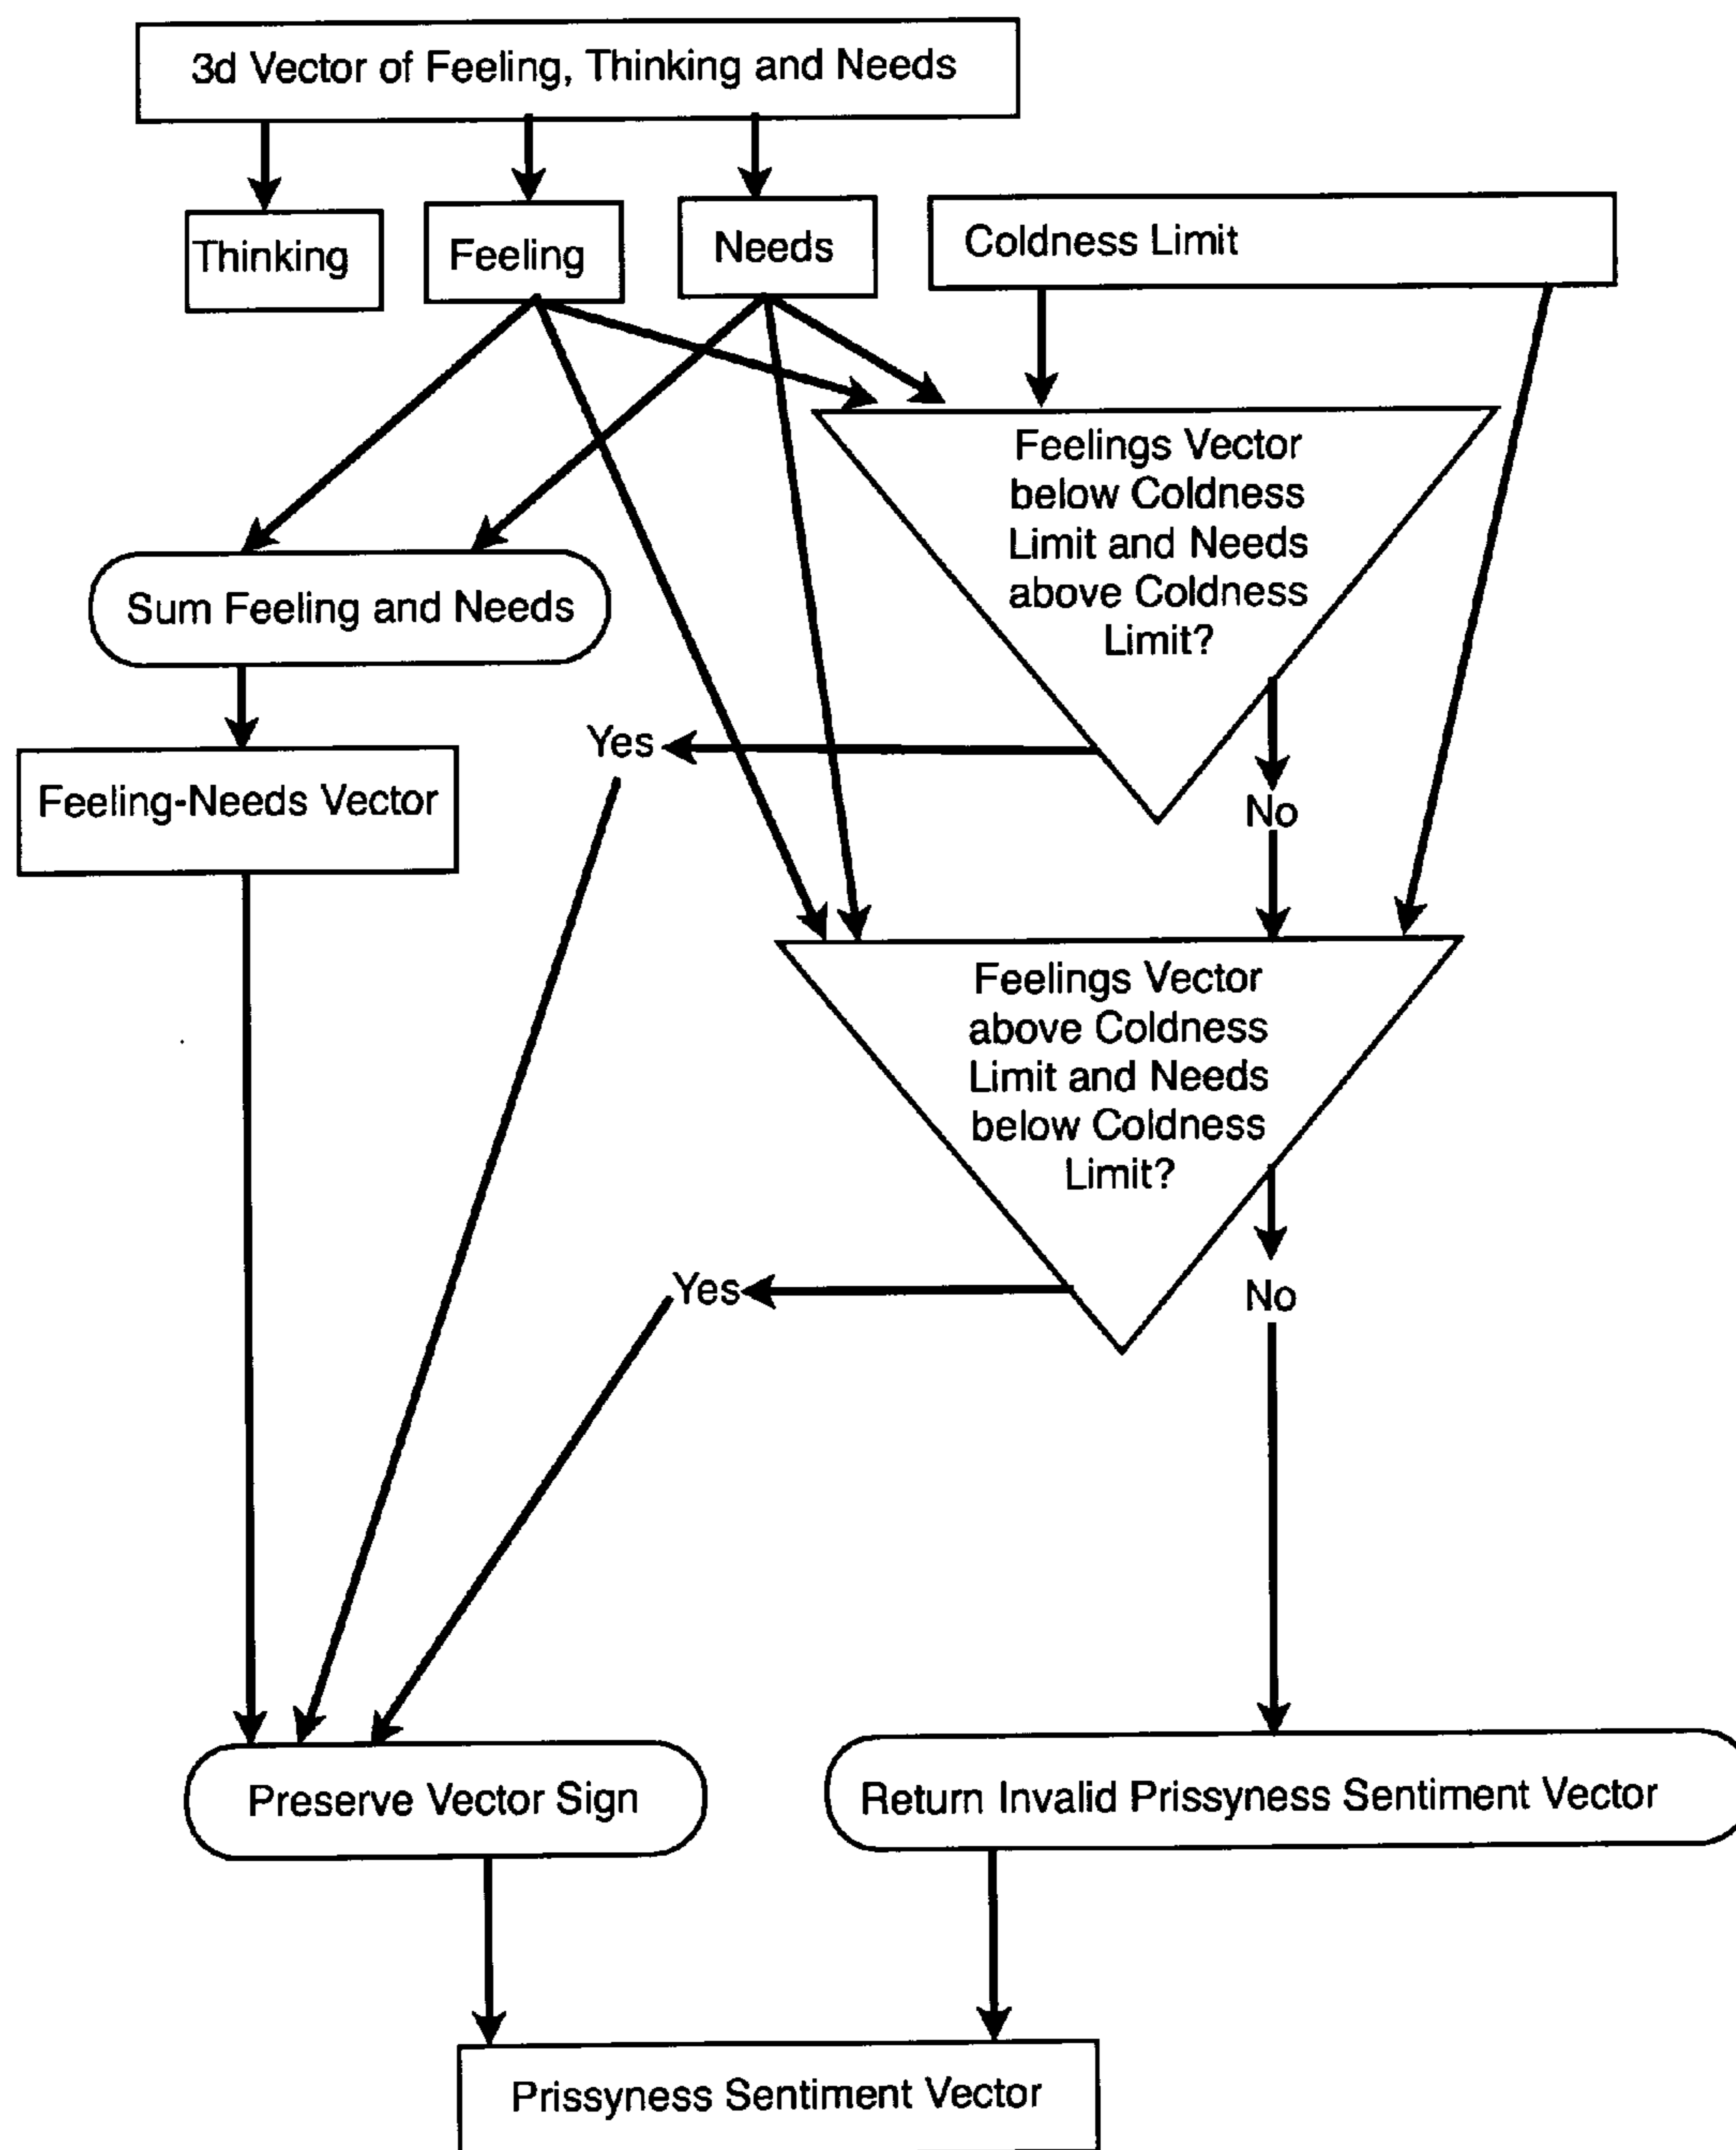 3d Vector of Feeling, Thinking and Needs
Thinking
Feeling
Needs
Coldness Limit
Feelings Vector
below Coldness
Limit and Needs
above Coldness
Limit?
Sum Feeling and Needs
Yes
Feeling-Needs Vector
No
Feelings Vector
above Coldness
Limit and Needs
below Coldness
Limit?
Yes
No
Preserve Vector Sign
Return Invalid Prissyness Sentiment Vector
Prissyness Sentiment Vector